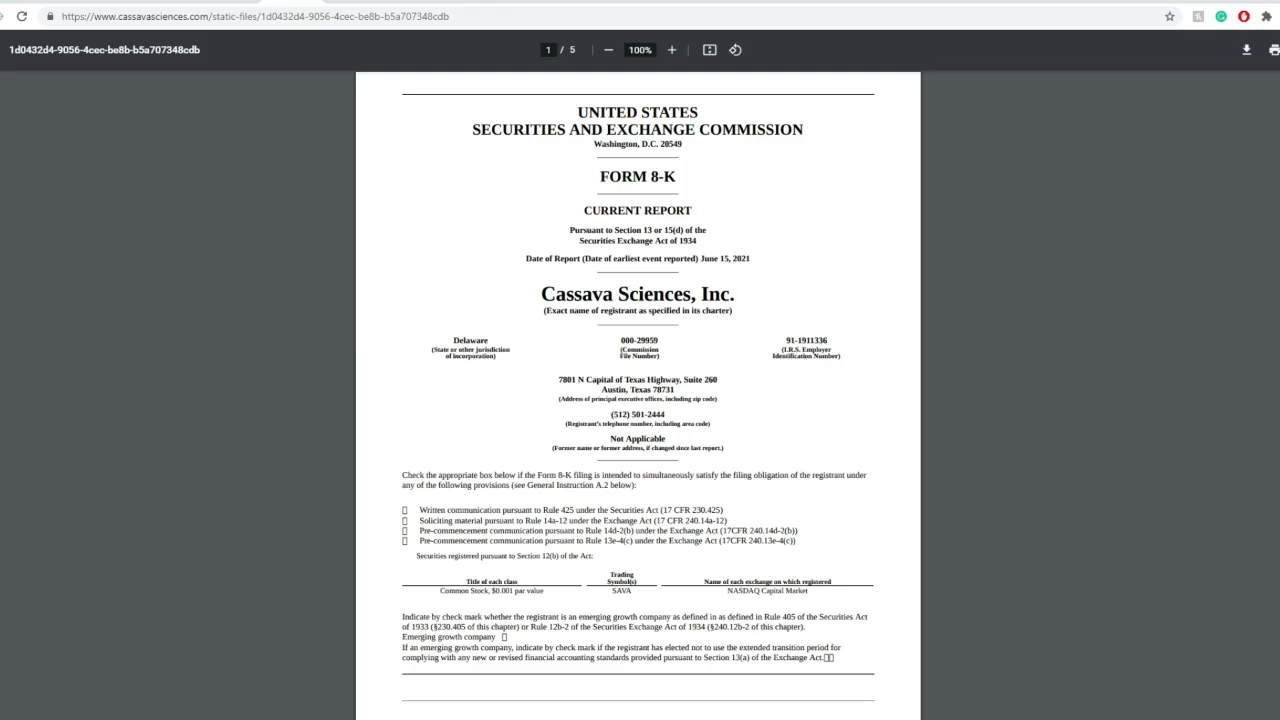 https://www.cassavasciences.com/static-files/1d0432d4-9056-4cec-be8b-b5a707348cdb
1d0432d4-9056-4cec-be8b-b5a707348cdb
1 / 5
100%
UNITED STATES
SECURITIES AND EXCHANGE COMMISSION
Washington, D.C. 20549
FORM 8-K
CURRENT REPORT
Pursuant to Section 13 or 15(d) of the
Securities Exchange Act of 1934
Date of Report (Date of earliest event reported) June 15, 2021
Cassava Sciences, Inc.
(Exact name of registrant as specified in its charter)
Delaware 000-29959 91-1911336
(State or other jurisdiction (Commission (I.R.S. Employer
of incorporation) File Number) Identification Number)
7801 N Capital of Texas Highway, Suite 260
Austin, Texas 78731
(Address of principal executive offices, including zip code)
(512) 501-2444
(Registrant's telephone number, including area code)
Not Applicable
(Former name or former address, if changed since last report.)
Check the appropriate box below if the Form 8-K filing is intended to simultaneously satisfy the filing obligation of the registrant under
any of the following provisions (see General Instruction A.2 below):
Written communication pursuant to Rule 425 under the Securities Act (17 CFR 230.425)
Soliciting material pursuant to Rule 14a-12 under the Exchange Act (17 CFR 240.14a-12)
Pre-commencement communication pursuant to Rule 14d-2(b) under the Exchange Act (17CFR 240.14d-2(b))
Pre-commencement communication pursuant to Rule 13e-4(c) under the Exchange Act (17CFR 240.13e-4(c))
Securities registered pursuant to Section 12(b) of the Act:
Trading
Title of each class Symbol(s) Name of each exchange on which registered
Common Stock, $0.001 par value SAVA NASDAQ Capital Market
Indicate by check mark whether the registrant is an emerging growth company as defined in as defined in Rule 405 of the Securities Act
of 1933 (§230.405 of this chapter) or Rule 12b-2 of the Securities Exchange Act of 1934 (§240.12b-2 of this chapter).
Emerging growth company
If an emerging growth company, indicate by check mark if the registrant has elected not to use the extended transition period for
complying with any new or revised financial accounting standards provided pursuant to Section 13(a) of the Exchange Act.